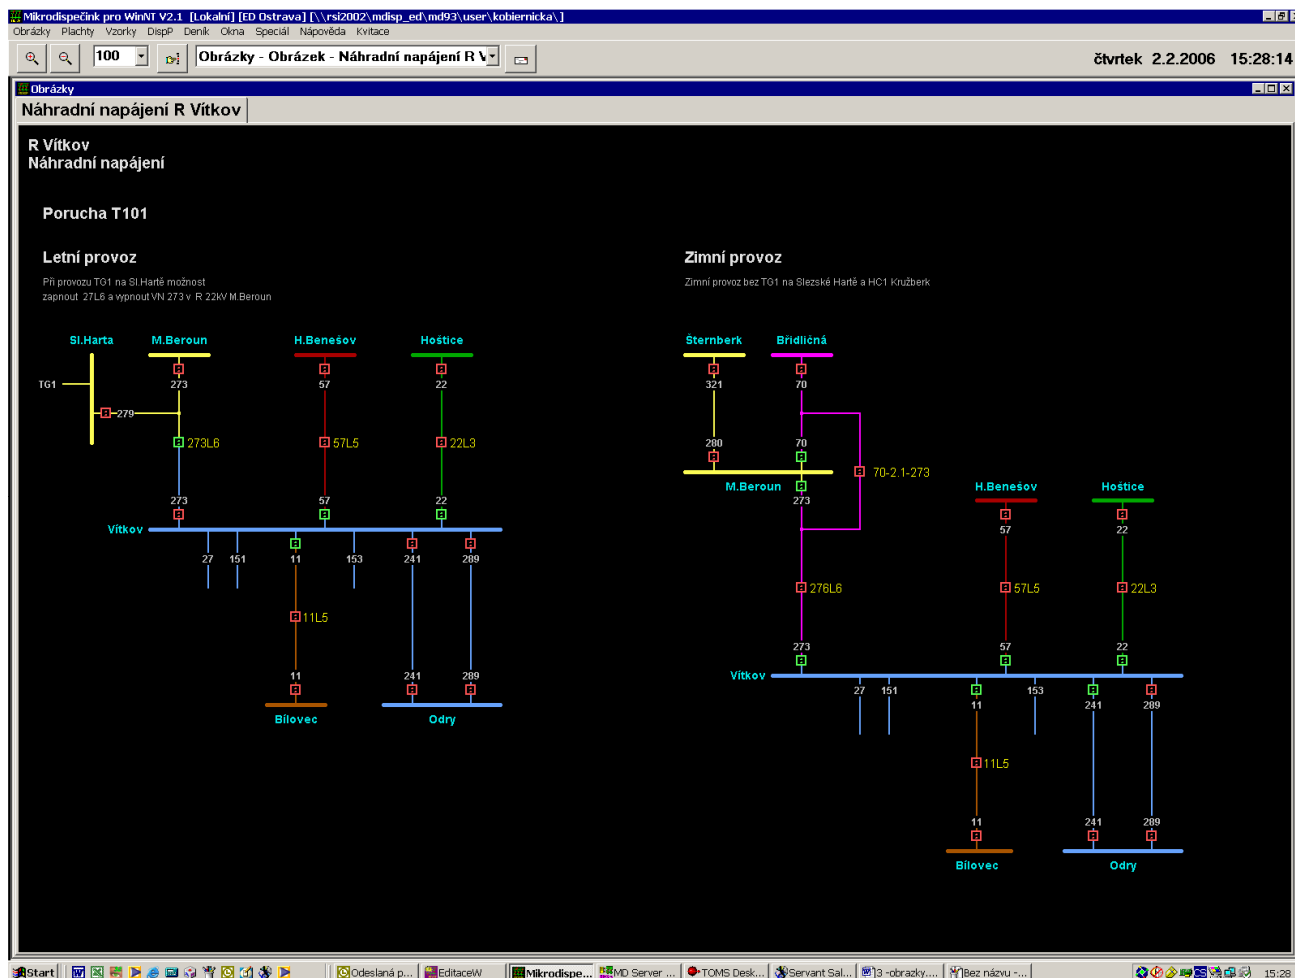 Mikrodispečink pro WinNT V2.1 [Lokální] [ED Ostrava] [\\rsi2002\mdisp_ed\md93\user\kobiernicka\]
Obrázky Plachty Vzorky DispP Deník Okna Speciál Nápověda Kvitace
100 Obrázky - Obrázek - Náhradní napájení R V
čtvrtek 2.2.2006 15:28:14
Obrázky
Náhradní napájení R Vítkov
R Vítkov
Náhradní napájení
Porucha T101
Letní provoz
Při provozu TG1 na Sl.Hartě možnost
zapnout 27L6 a vypnout VN 273 v R 22kV M.Beroun
Sl.Harta M.Beroun H.Benešov Hoštice
TG1
273 57 22
279
273L6 57L5 22L3
273 57 22
Vítkov
27 151 11 153 241 289
11L5
11 241 289
Bílovec Odry
Zimní provoz
Zimní provoz bez TG1 na Slezské Hartě a HC1 Kružberk
Šternberk Břidličná
321 70
280 70
70-2.1-273
M.Beroun
273
H.Benešov Hoštice
57 22
276L6 57L5 22L3
273 57 22
Vítkov
27 151 11 153 241 289
11L5
11 241 289
Bílovec Odry
Start Odeslaná p... EditaceW Mikrodispe... MD Server ... TOMS Desk... Servant Sal... 3 -obrazky.... Bez názvu -... CS 15:28